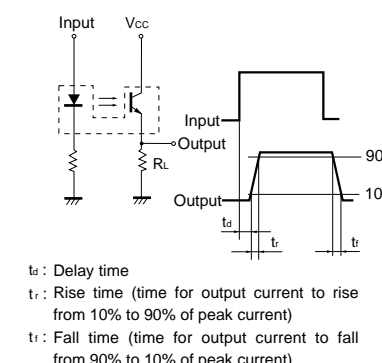 Input
Vcc
Input
Output
RL
90
Output
10
td
tr
tf
td : Delay time
tr : Rise time (time for output current to rise
from 10% to 90% of peak current)
tf : Fall time (time for output current to fall
from 90% to 10% of peak current)